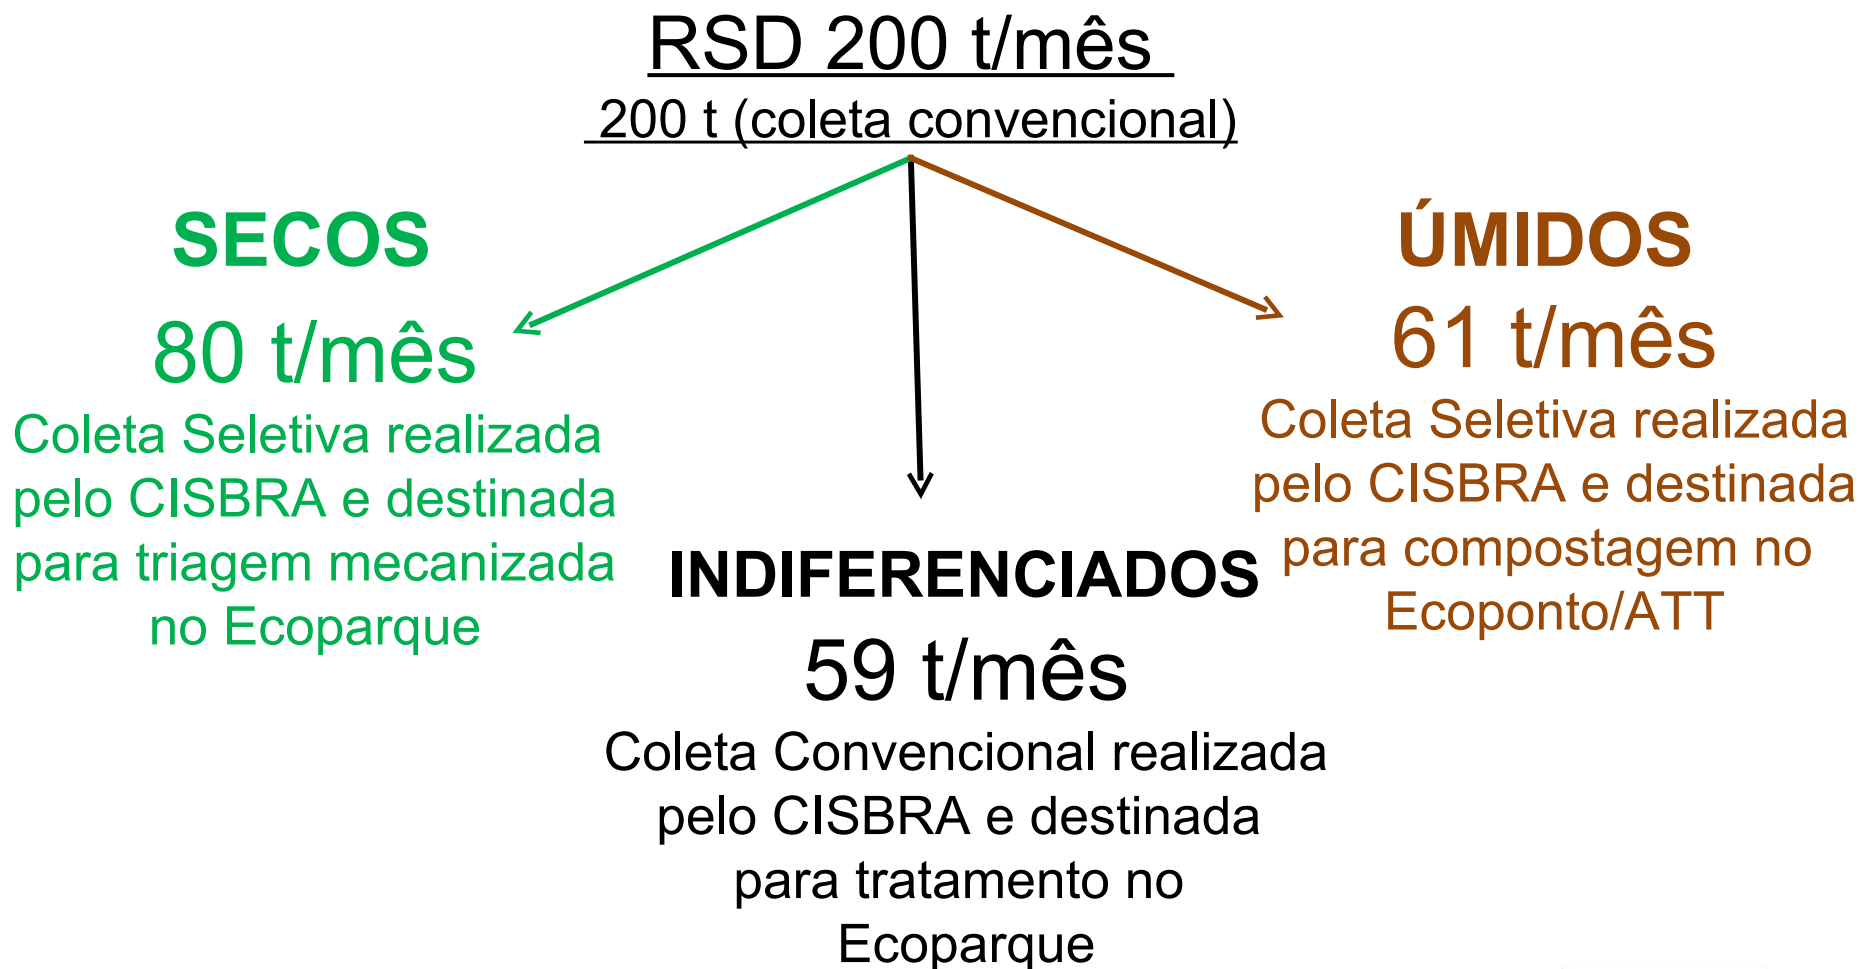 RSD 200 t/mês
200 t (coleta convencional)
SECOS
80 t/mês
Coleta Seletiva realizada
pelo CISBRA e destinada
para triagem mecanizada
no Ecoparque
INDIFERENCIADOS
59 t/mês
Coleta Convencional realizada
pelo CISBRA e destinada
para tratamento no
Ecoparque
ÚMIDOS
61 t/mês
Coleta Seletiva realizada
pelo CISBRA e destinada
para compostagem no
Ecoponto/ATT